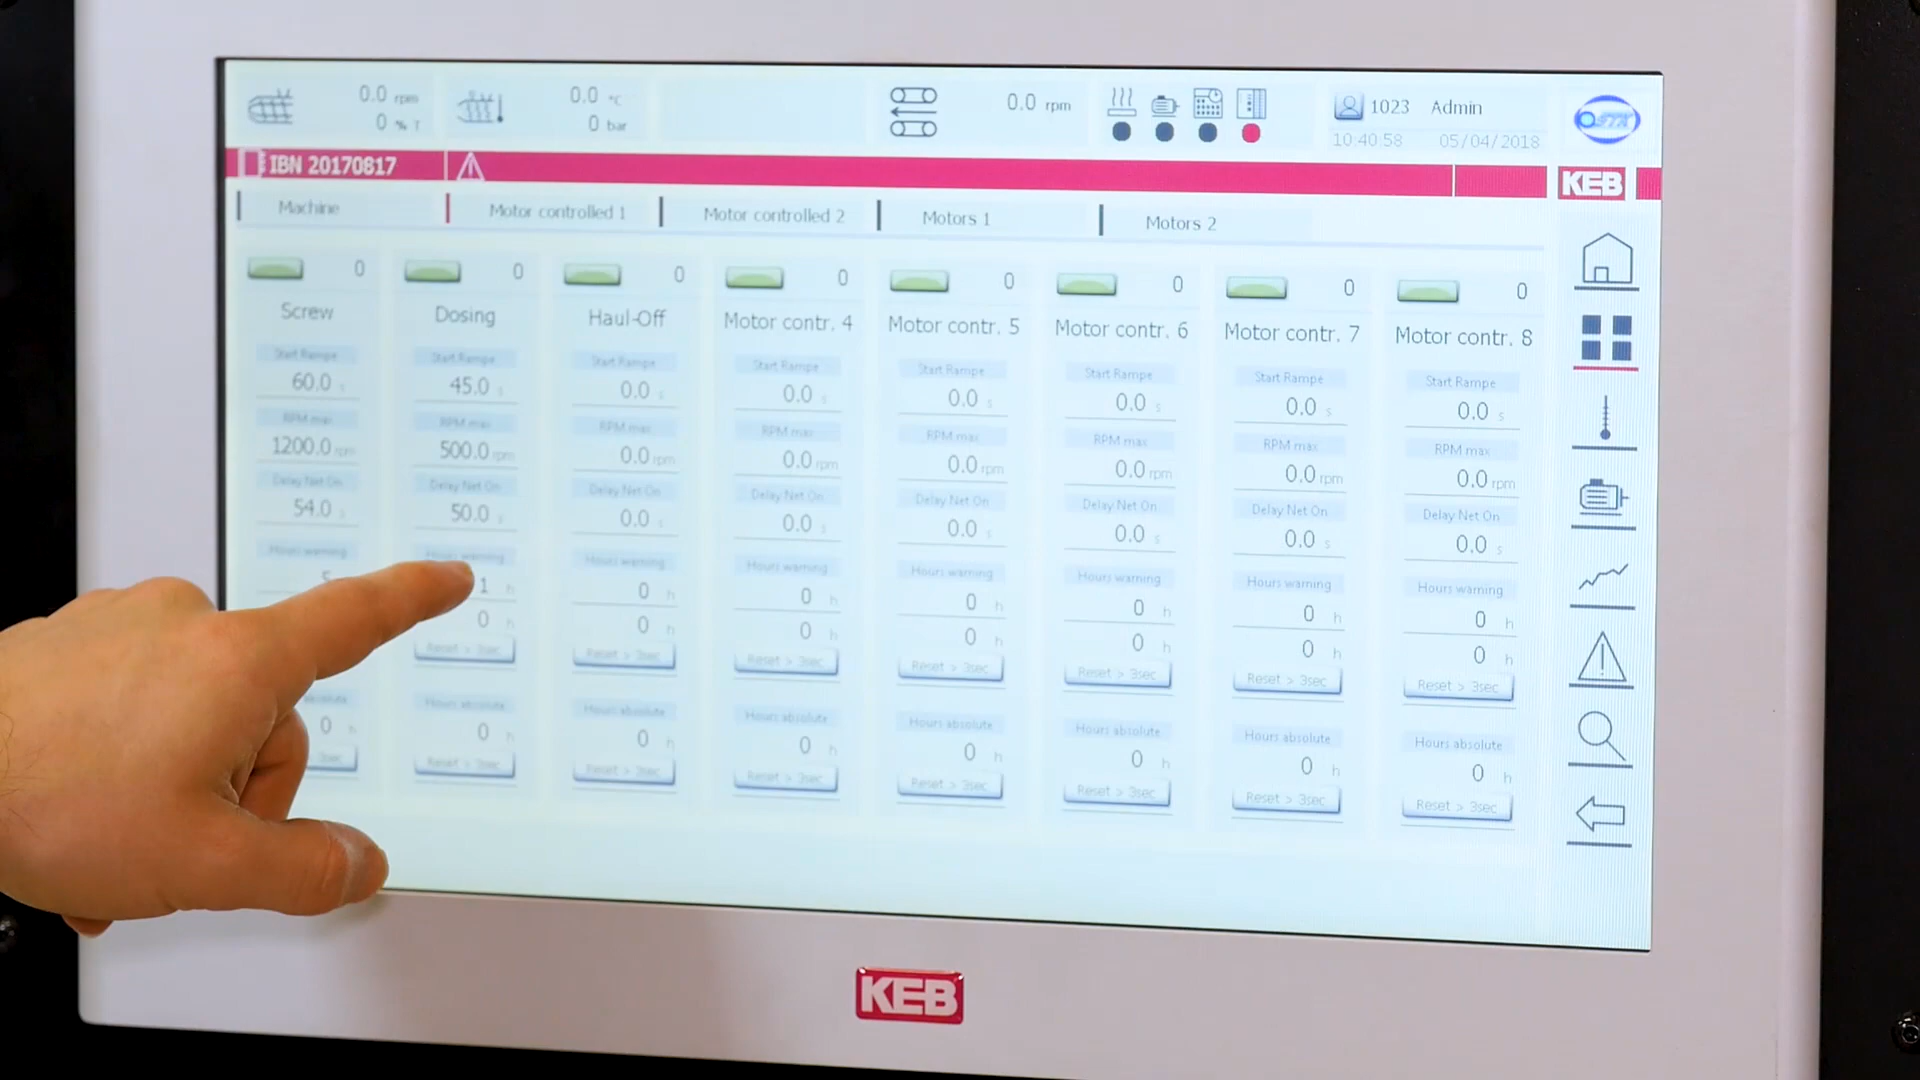 0.0 rpm 0.0 °C 0.0 rpm 1023 Admin
0 % T 0 bar 10:40:58 05/04/2018
IBN 20170817 KEB
Machine Motor controlled 1 Motor controlled 2 Motors 1 Motors 2
0 0 0 0 0 0 0 0
Screw Dosing Haul-Off Motor contr. 4 Motor contr. 5 Motor contr. 6 Motor contr. 7 Motor contr. 8
Start Rampe Start Rampe Start Rampe Start Rampe Start Rampe Start Rampe Start Rampe Start Rampe
60.0 s 45.0 s 0.0 s 0.0 s 0.0 s 0.0 s 0.0 s 0.0 s
RPM max RPM max RPM max RPM max RPM max RPM max RPM max RPM max
1200.0 rpm 500.0 rpm 0.0 rpm 0.0 rpm 0.0 rpm 0.0 rpm 0.0 rpm 0.0 rpm
Delay Net On Delay Net On Delay Net On Delay Net On Delay Net On Delay Net On Delay Net On Delay Net On
54.0 s 50.0 s 0.0 s 0.0 s 0.0 s 0.0 s 0.0 s 0.0 s
Hours warning Hours warning Hours warning Hours warning Hours warning Hours warning Hours warning Hours warning
1 h 0 h 0 h 0 h 0 h 0 h 0 h
0 h 0 h 0 h 0 h 0 h 0 h 0 h
Reset > 3sec Reset > 3sec Reset > 3sec Reset > 3sec Reset > 3sec Reset > 3sec Reset > 3sec
absolute Hours absolute Hours absolute Hours absolute Hours absolute Hours absolute Hours absolute Hours absolute
0 h 0 h 0 h 0 h 0 h 0 h 0 h 0 h
3sec Reset > 3sec Reset > 3sec Reset > 3sec Reset > 3sec Reset > 3sec Reset > 3sec Reset > 3sec
KEB